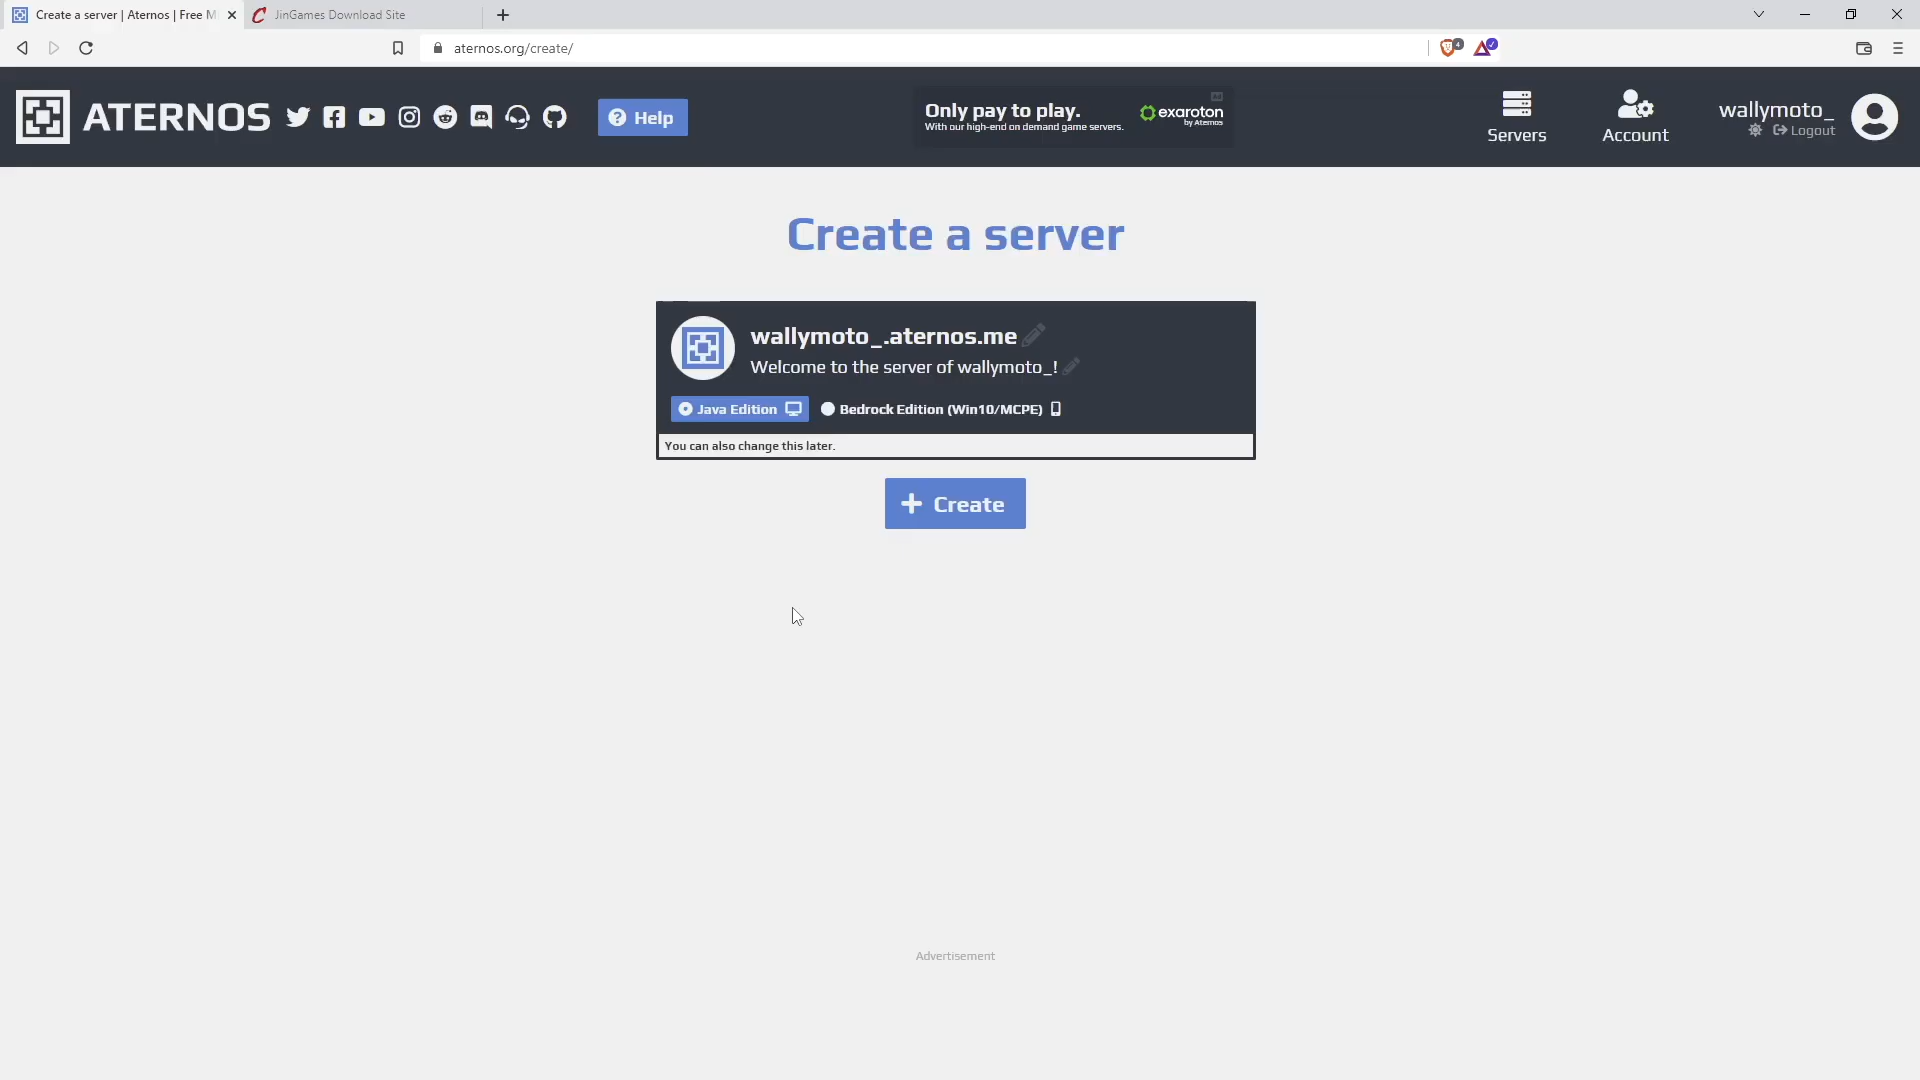 Create a server | Aternos | Free M
JinGames Download Site
aternos.org/create/
4
ATERNOS
Help
Only pay to play.
With our high-end on demand game servers.
Ad
exaroton
by Aternos
Servers
Account
wallymoto_
Logout
Create a server
wallymoto_.aternos.me
Welcome to the server of wallymoto_!
Java Edition
Bedrock Edition (Win10/MCPE)
You can also change this later.
Create
Advertisement